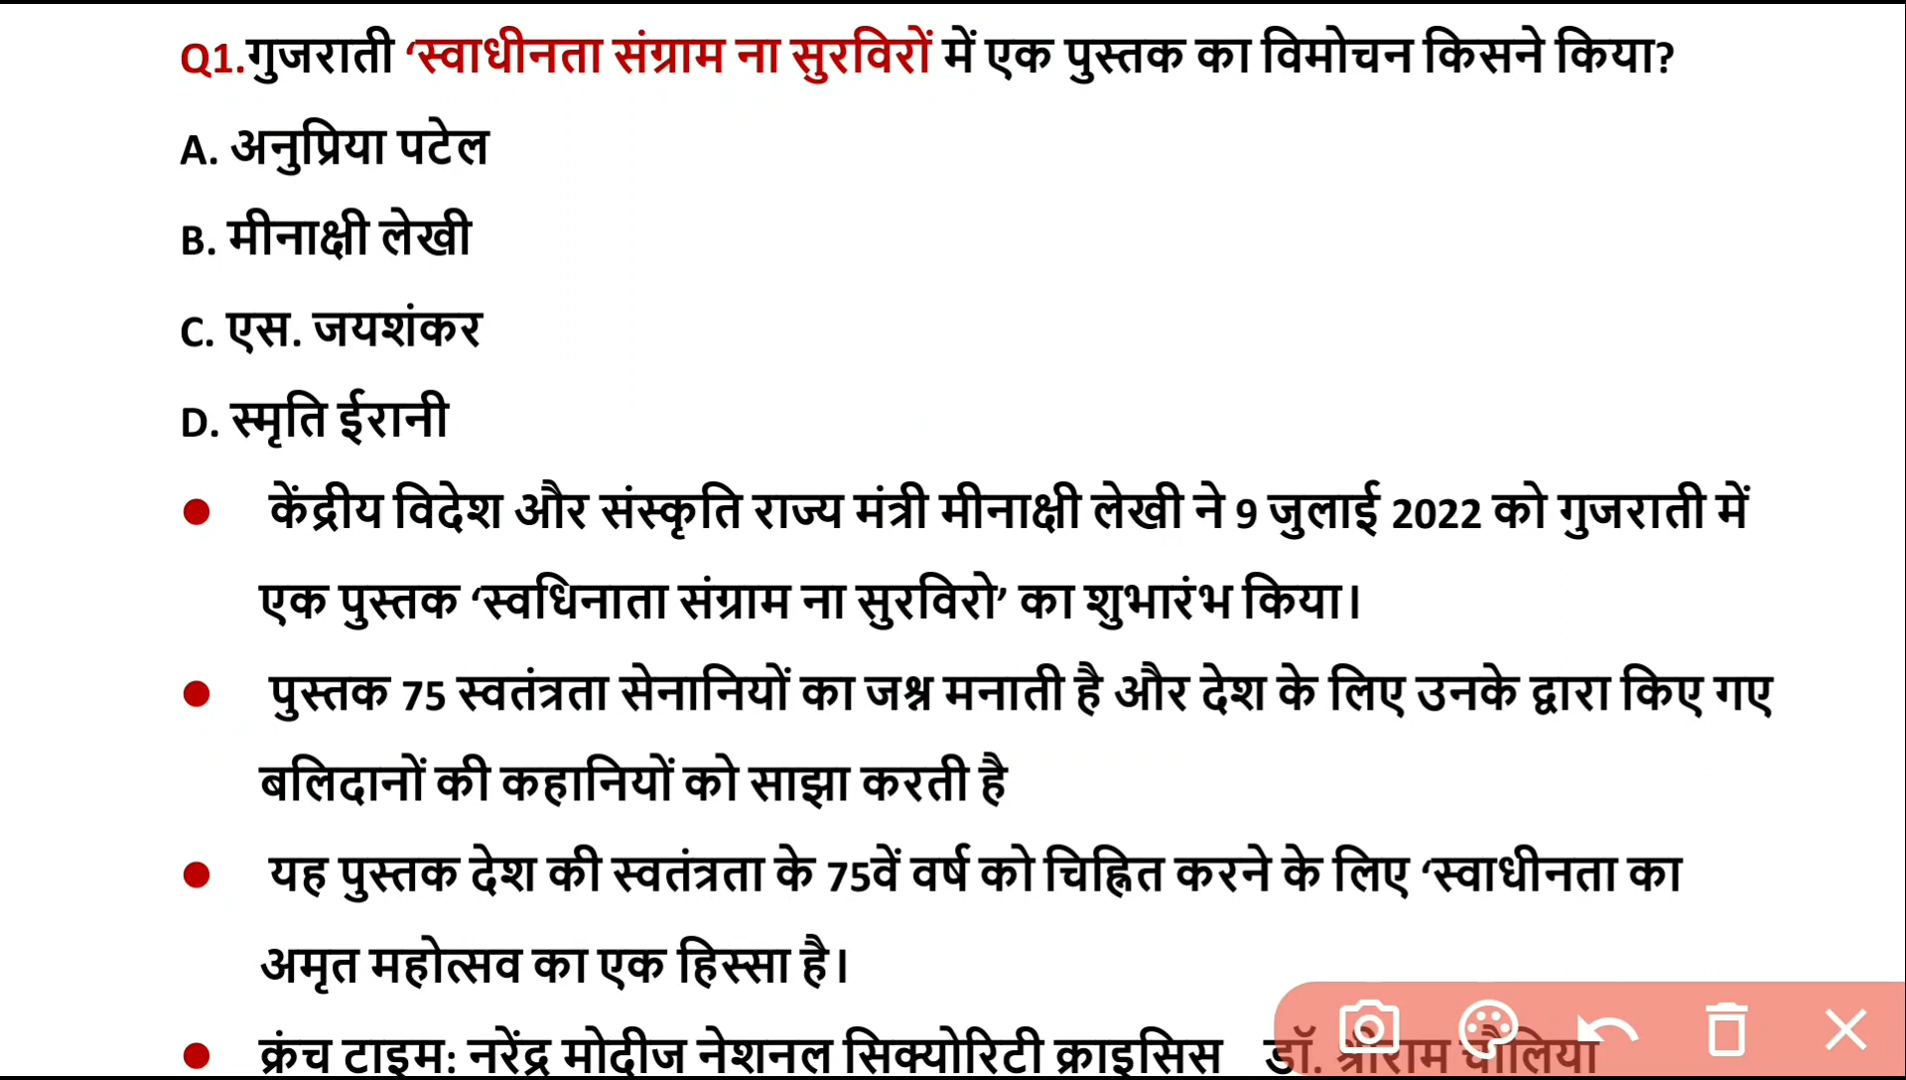 Q1.गुजराती ‘स्वाधीनता संग्राम ना सुरविरों में एक पुस्तक का विमोचन किसने किया?
A. अनुप्रिया पटेल
B. मीनाक्षी लेखी
C. एस. जयशंकर
D. स्मृति ईरानी
● केंद्रीय विदेश और संस्कृति राज्य मंत्री मीनाक्षी लेखी ने 9 जुलाई 2022 को गुजराती में
एक पुस्तक ‘स्वधिनाता संग्राम ना सुरविरो’ का शुभारंभ किया।
● पुस्तक 75 स्वतंत्रता सेनानियों का जश्न मनाती है और देश के लिए उनके द्वारा किए गए
बलिदानों की कहानियों को साझा करती है
● यह पुस्तक देश की स्वतंत्रता के 75वें वर्ष को चिह्नित करने के लिए ‘स्वाधीनता का
अमृत महोत्सव का एक हिस्सा है।
● क्रंच टाइम: नरेंद्र मोदीज नेशनल सिक्योरिटी क्राइसिस डॉ. श्रीराम चौलिया